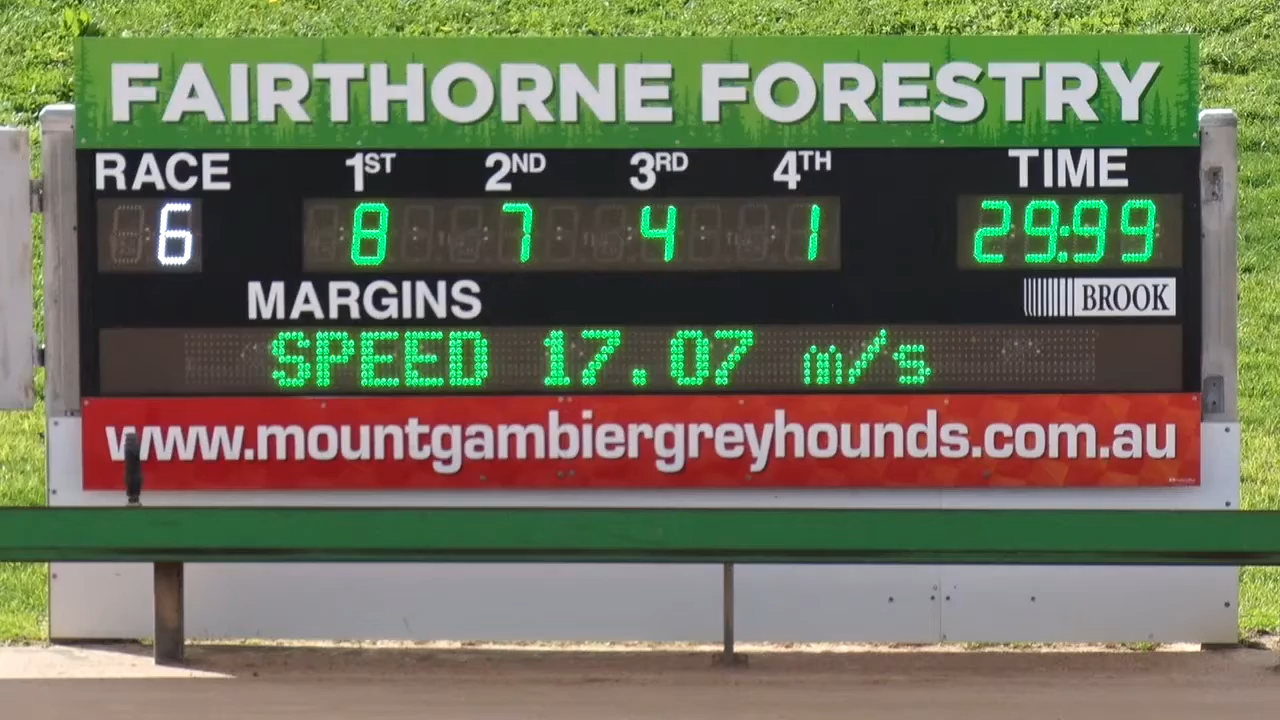 FAIRTHORNE FORESTRY
RACE 1ST 2ND 3RD 4TH TIME
6 8 7 4 1 29:99
MARGINS BROOK
SPEED 17.07 m/s
www.mountgambiergreyhounds.com.au